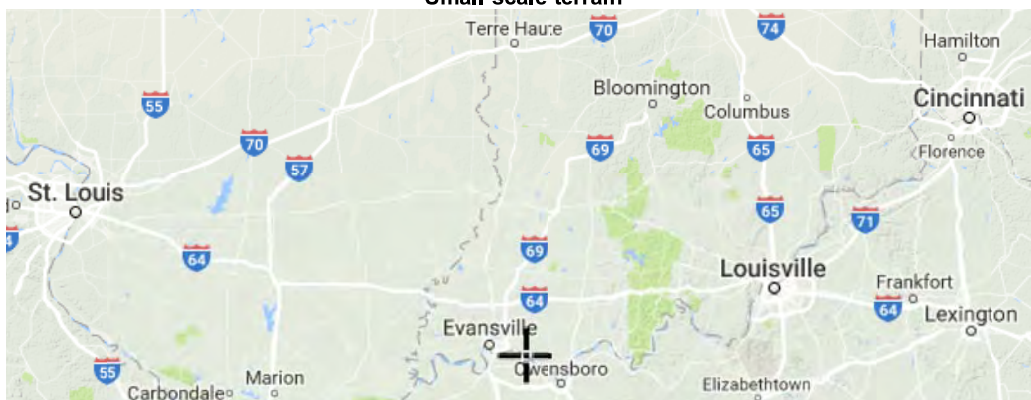 Small scale terrain
Terre Haute
70
74
Hamilton
Bloomington
Columbus
Cincinnati
55
70
57
69
65
Florence
St. Louis
65
71
4
64
69
64
Louisville
Frankfort
64
Lexington
Evansville
Owensboro
55
Marion
Carbondale
Elizabethtown